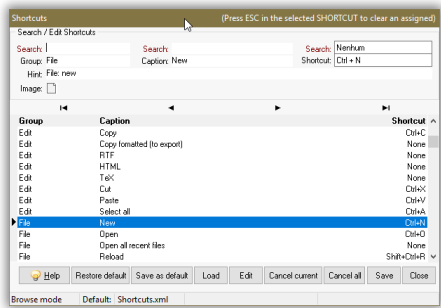 Shortcuts (Press ESC in the selected SHORTCUT to clear an assigned)
Search / Edit Shortcuts
Search: Search: Search: Nenhum
Group: File Caption: New Shortcut: Ctrl + N
Hint: File: new
Image:
Group Caption Shortcut
Edit Copy Ctrl+C
Edit Copy fomatted (to export) None
Edit RTF None
Edit HTML None
Edit TeX None
Edit Cut Ctrl+X
Edit Paste Ctrl+V
Edit Select all Ctrl+A
File New Ctrl+N
File Open Ctrl+O
File Open all recent files None
File Reload Shift+Ctrl+R
Help Restore default Save as default Load Edit Cancel current Cancel all Save Close
Browse mode Default: Shortcuts.xml